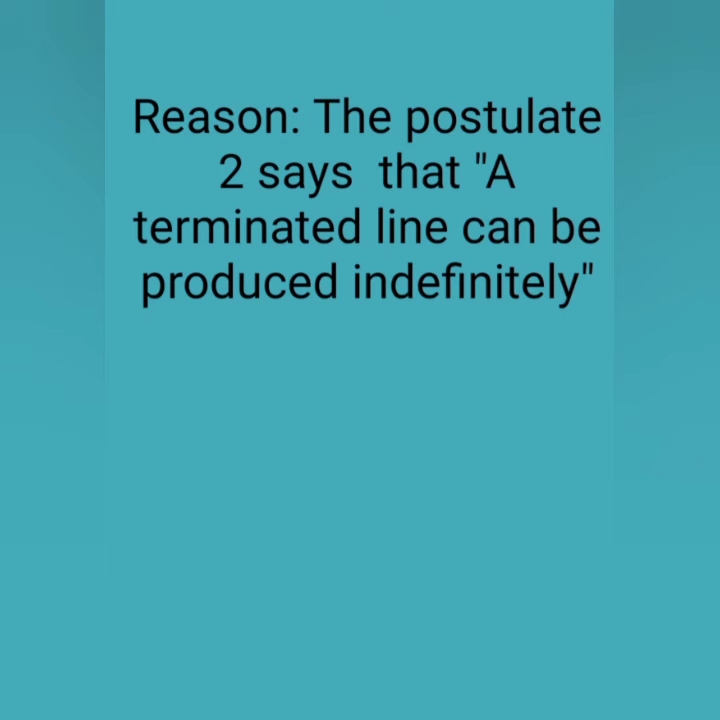 Reason: The postulate
2 says  that "A
terminated line can be
produced indefinitely"